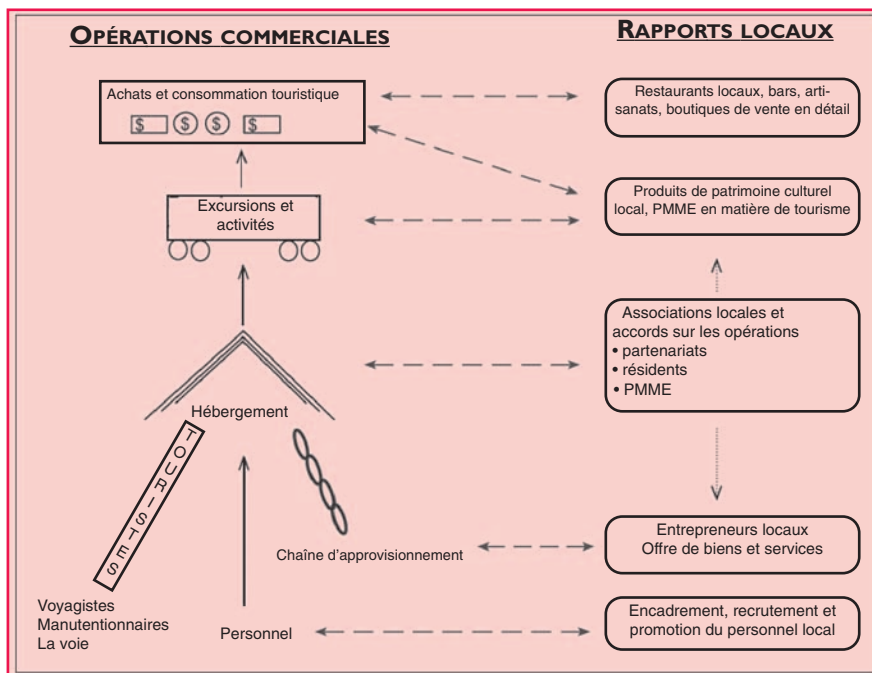 OPÉRATIONS COMMERCIALES
Achats et consommation touristique
$ $ $ $
Excursions et
activités
Hébergement
TOURISTES
Chaîne d'approvisionnement
Voyagistes
Manutentionnaires
La voie
Personnel
RAPPORTS LOCAUX
Restaurants locaux, bars, arti-
sanats, boutiques de vente en détail
Produits de patrimoine culturel
local, PMME en matière de tourisme
Associations locales et
accords sur les opérations
• partenariats
• résidents
• PMME
Entrepreneurs locaux
Offre de biens et services
Encadrement, recrutement et
promotion du personnel local